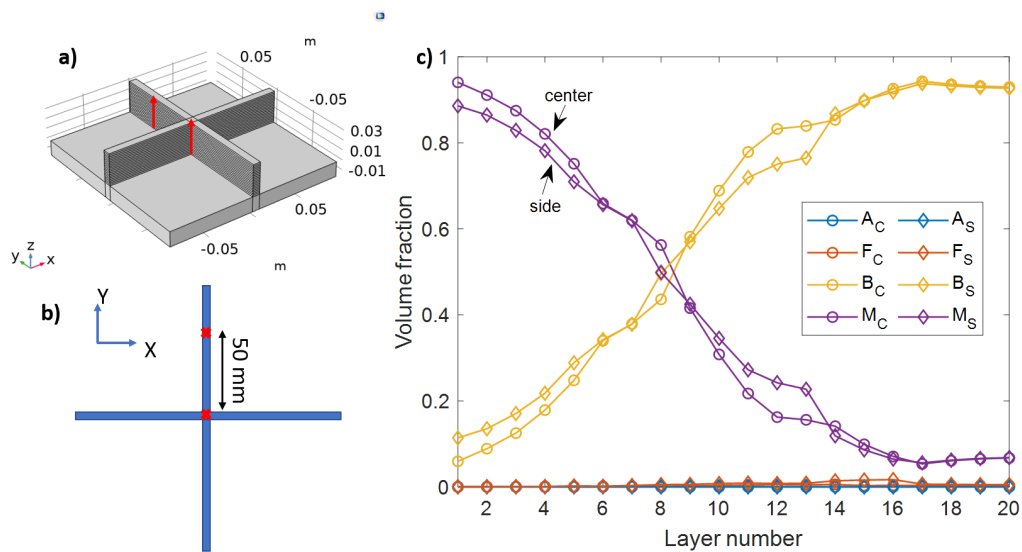 a)
m
0.05
-0.05
0.03
0.01
-0.01
0.05
-0.05
m
z
y
x
b)
Y
X
50 mm
c)
1
0.8
0.6
0.4
0.2
0
Volume fraction
center
side
A_C A_S
F_C F_S
B_C B_S
M_C M_S
2 4 6 8 10 12 14 16 18 20
Layer number